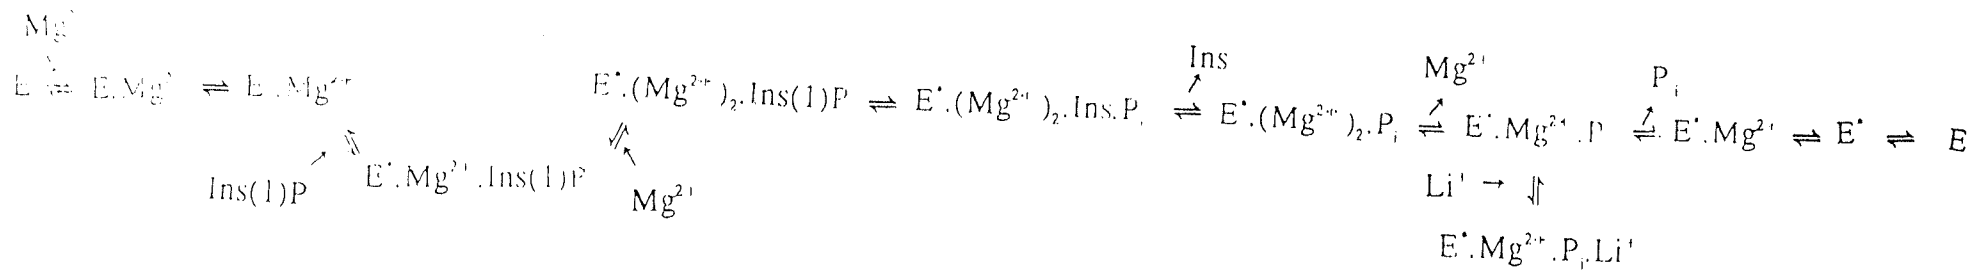 Mg
E ⇌ E.Mg ⇌ E .Mg²⁺
Ins(1)P
E•.Mg²⁺.Ins(1)P
Mg²⁺
E•.(Mg²⁺)₂.Ins(1)P ⇌ E•.(Mg²⁺)₂.Ins.Pᵢ ⇌ E•.(Mg²⁺)₂.Pᵢ ⇌ E•.Mg²⁺.P ⇌ E•.Mg²⁺ ⇌ E• ⇌ E
Ins
Mg²⁺
Pᵢ
Li⁺ →
E•.Mg²⁺.Pᵢ.Li⁺